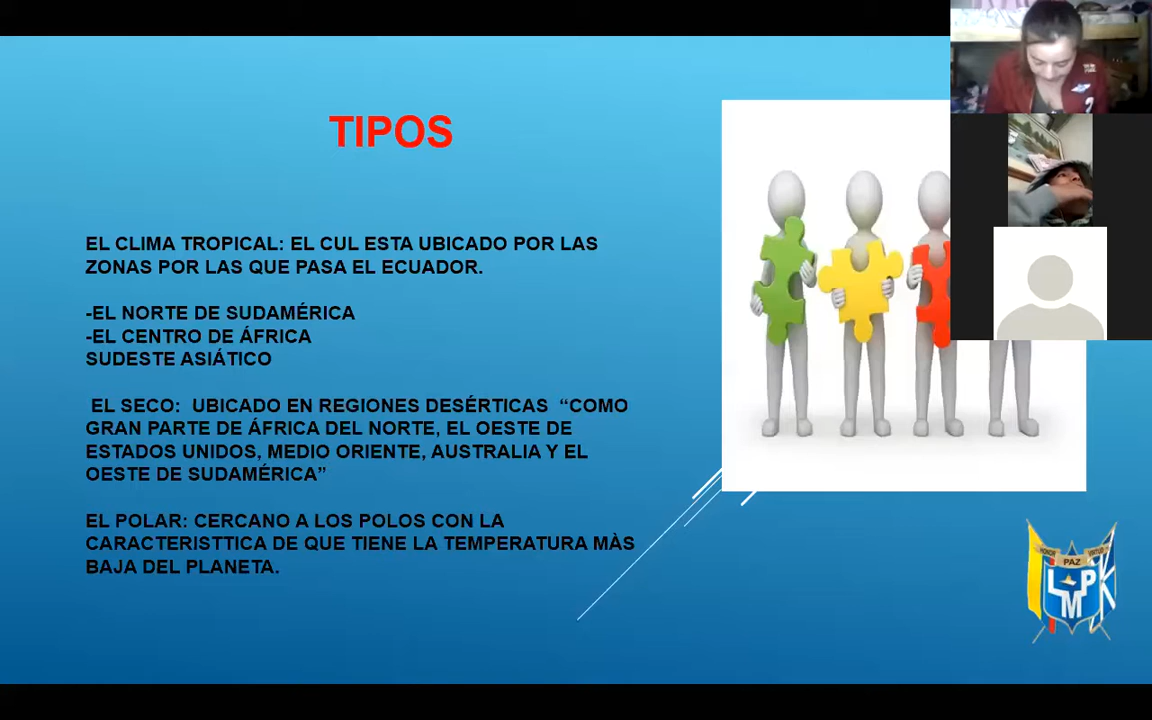 TIPOS
EL CLIMA TROPICAL: EL CUL ESTA UBICADO POR LAS
ZONAS POR LAS QUE PASA EL ECUADOR.
-EL NORTE DE SUDAMÉRICA
-EL CENTRO DE ÁFRICA
SUDESTE ASIÁTICO
EL SECO: UBICADO EN REGIONES DESÉRTICAS “COMO
GRAN PARTE DE ÁFRICA DEL NORTE, EL OESTE DE
ESTADOS UNIDOS, MEDIO ORIENTE, AUSTRALIA Y EL
OESTE DE SUDAMÉRICA”
EL POLAR: CERCANO A LOS POLOS CON LA
CARACTERISTTICA DE QUE TIENE LA TEMPERATURA MÀS
BAJA DEL PLANETA.
HONOR PAZ VIRTUD
L M P K